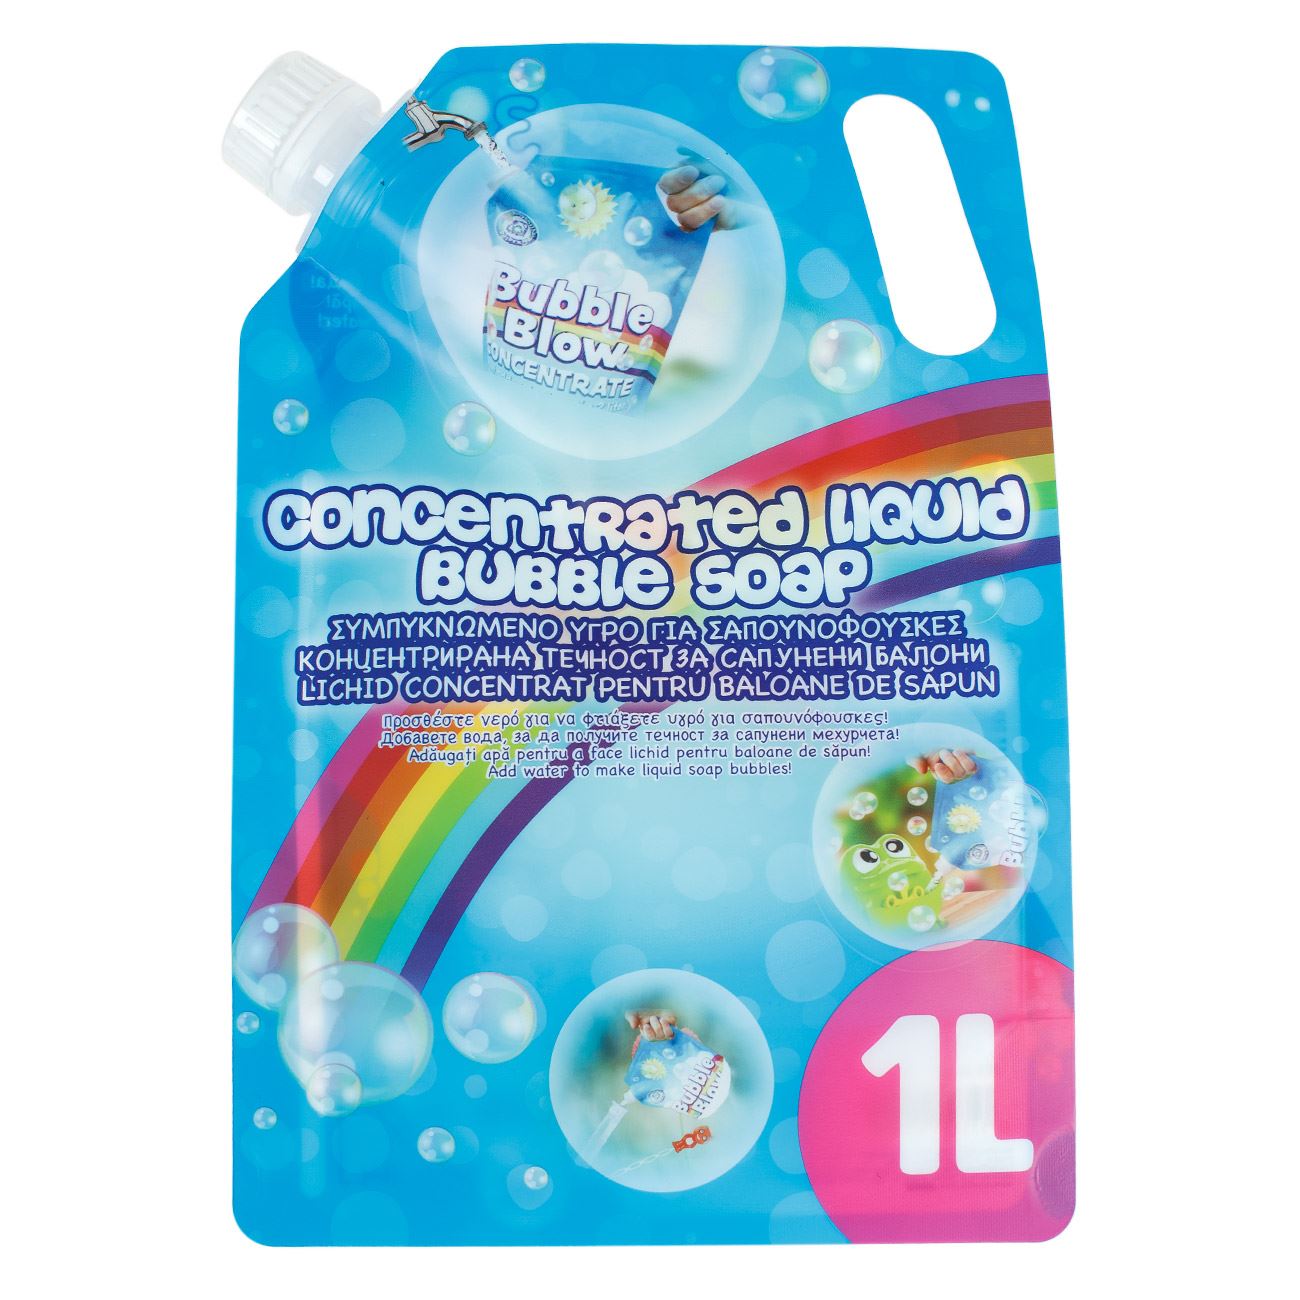 Bubble
Blow
CONCENTRATE
CONCENTRATED LIQUID
BUBBLE SOAP
ΣΥΜΠΥΚΝΩΜΕΝΟ ΥΓΡΟ ΓΙΑ ΣΑΠΟΥΝΟΦΟΥΣΚΕΣ
КОНЦЕНТРИРАНА ТЕЧНОСТ ЗА САПУНЕНИ БАЛОНИ
LICHID CONCENTRAT PENTRU BALOANE DE SĂPUN
Προσθέστε νερό για να φτιάξετε υγρό για σαπουνόφουσκες!
Добавете вода, за да получите течност за сапунени мехурчета!
Adăugați apă pentru a face lichid pentru baloane de săpun!
Add water to make liquid soap bubbles!
Bubble
Bubble
Blow
1L